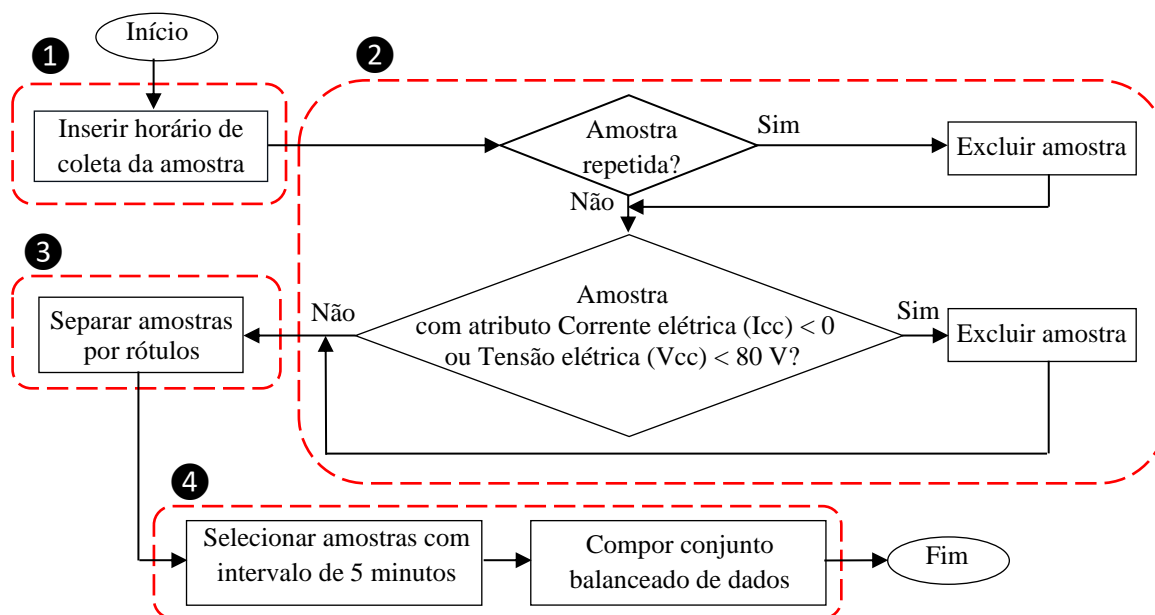 Início
1
2
Inserir horário de
coleta da amostra
Amostra
repetida?
Sim
Excluir amostra
Não
3
Amostra
com atributo Corrente elétrica (Icc) < 0
ou Tensão elétrica (Vcc) < 80 V?
Sim
Excluir amostra
Não
Separar amostras
por rótulos
4
Selecionar amostras com
intervalo de 5 minutos
Compor conjunto
balanceado de dados
Fim